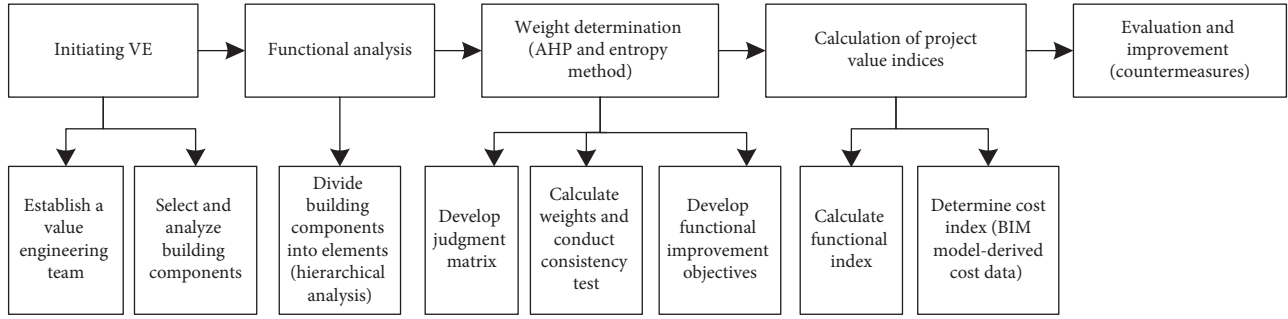 Initiating VE
Functional analysis
Weight determination
(AHP and entropy
method)
Calculation of project
value indices
Evaluation and
improvement
(countermeasures)
Establish a
value
engineering
team
Select and
analyze
building
components
Divide
building
components
into elements
(hierarchical
analysis)
Develop
judgment
matrix
Calculate
weights and
conduct
consistency
test
Develop
functional
improvement
objectives
Calculate
functional
index
Determine cost
index (BIM
model-derived
cost data)